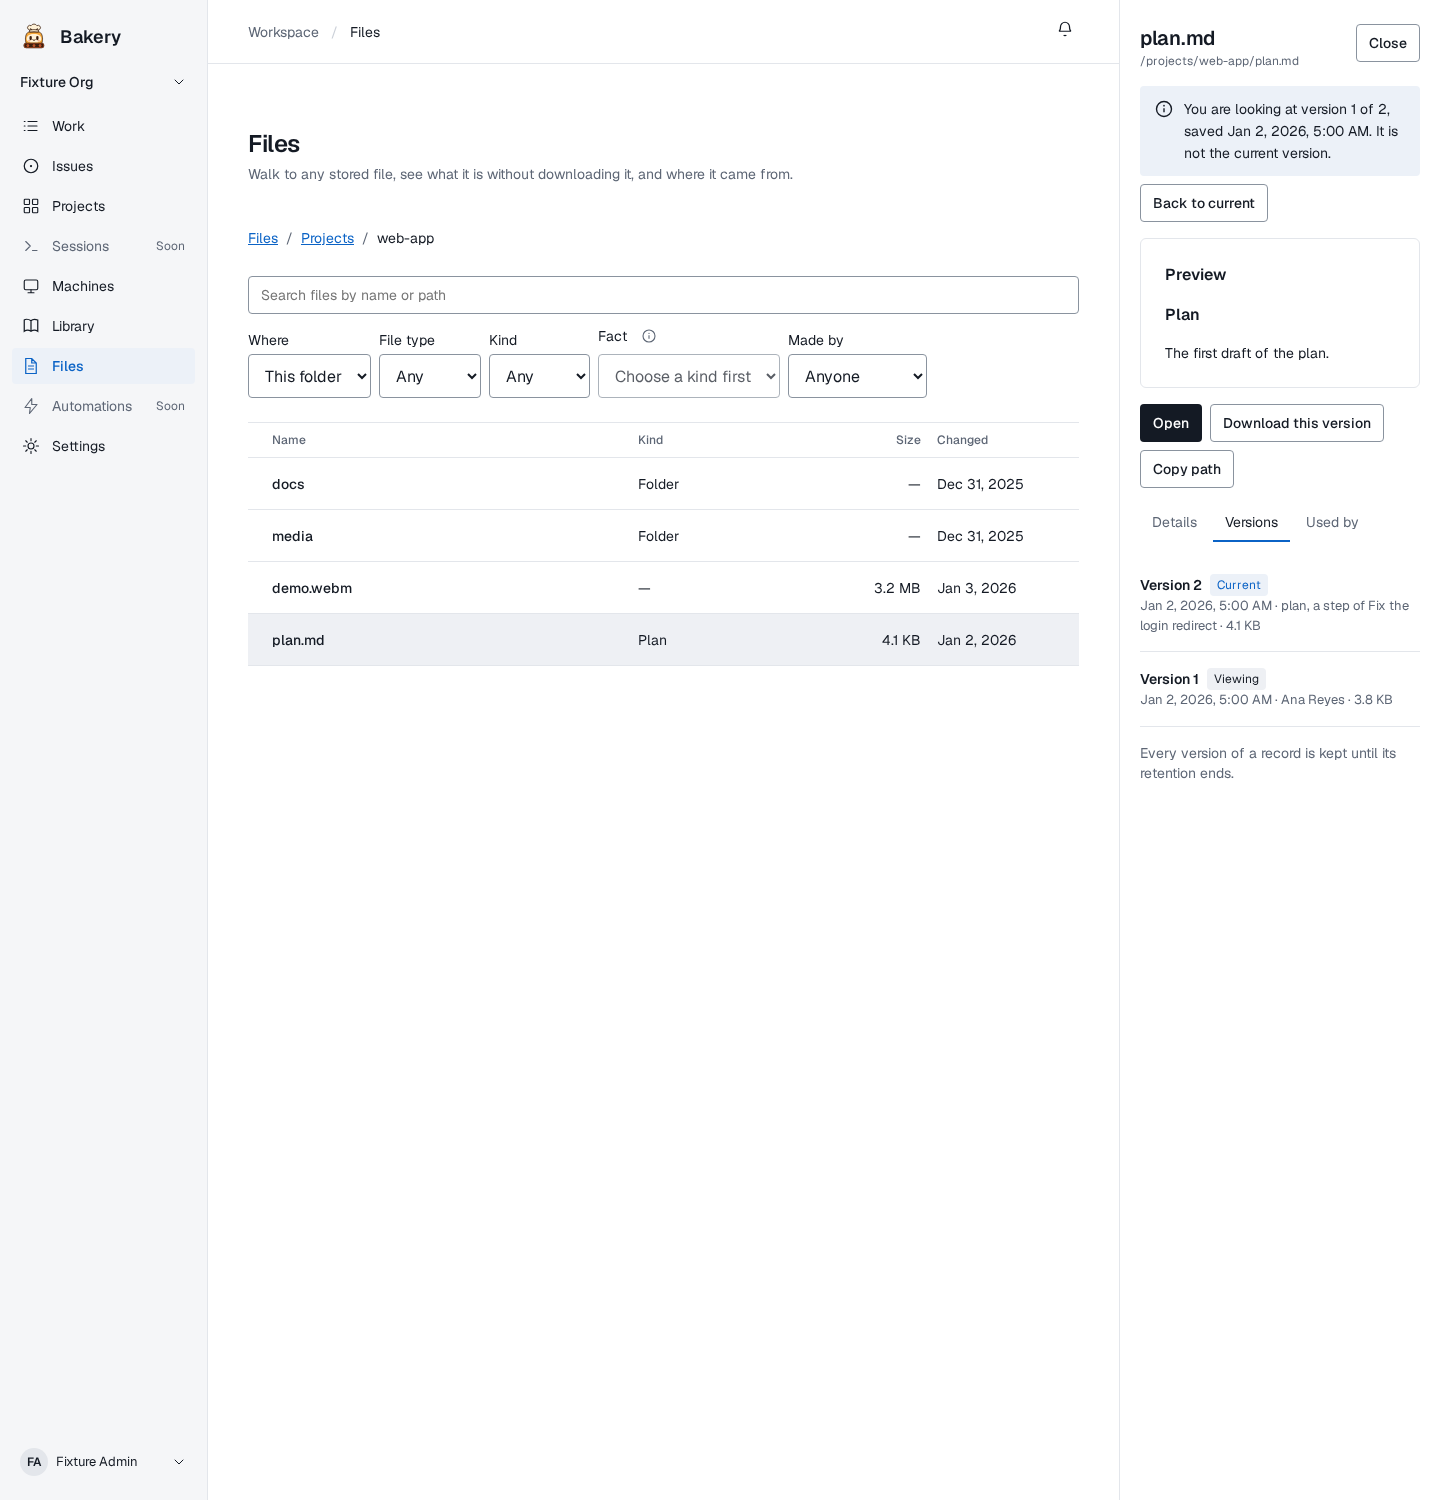 Bakery
Fixture Org
Work
Issues
Projects
Sessions Soon
Machines
Library
Files
Automations Soon
Settings
FA Fixture Admin
Workspace / Files
Files
Walk to any stored file, see what it is without downloading it, and where it came from.
Files / Projects / web-app
Search files by name or path
Where File type Kind Fact Made by
This folder Any Any Choose a kind first Anyone
Name Kind Size Changed
docs Folder — Dec 31, 2025
media Folder — Dec 31, 2025
demo.webm — 3.2 MB Jan 3, 2026
plan.md Plan 4.1 KB Jan 2, 2026
plan.md
Close
/projects/web-app/plan.md
You are looking at version 1 of 2,
saved Jan 2, 2026, 5:00 AM. It is
not the current version.
Back to current
Preview
Plan
The first draft of the plan.
Open Download this version
Copy path
Details Versions Used by
Version 2 Current
Jan 2, 2026, 5:00 AM · plan, a step of Fix the
login redirect · 4.1 KB
Version 1 Viewing
Jan 2, 2026, 5:00 AM · Ana Reyes · 3.8 KB
Every version of a record is kept until its
retention ends.